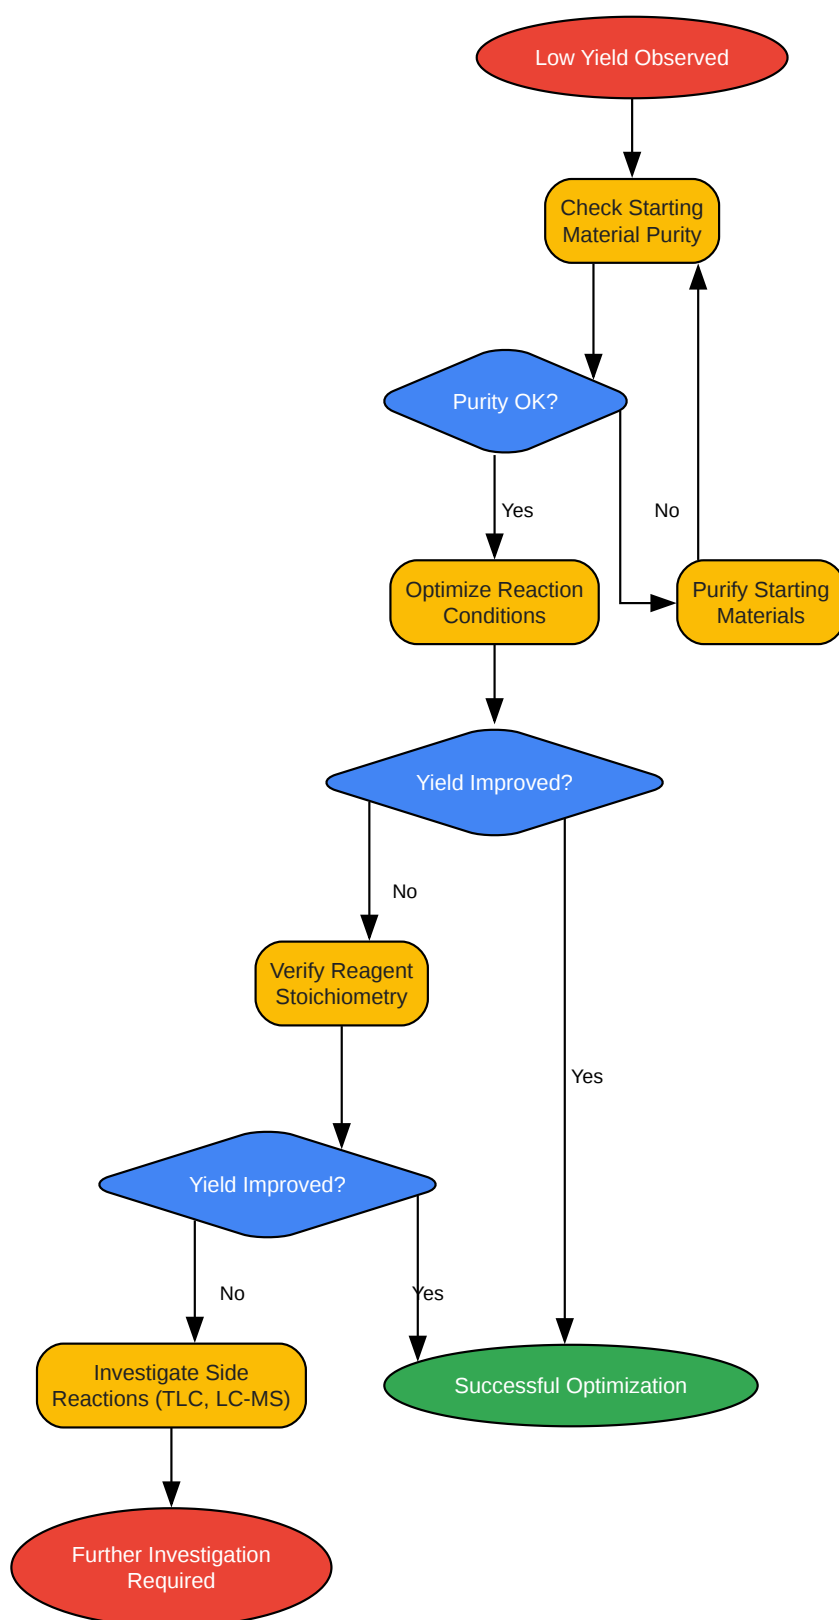 Low Yield Observed
Check Starting
Material Purity
Purity OK?
Yes
No
Optimize Reaction
Conditions
Purify Starting
Materials
Yield Improved?
No
Verify Reagent
Stoichiometry
Yes
Yield Improved?
No
Yes
Investigate Side
Reactions (TLC, LC-MS)
Successful Optimization
Further Investigation
Required